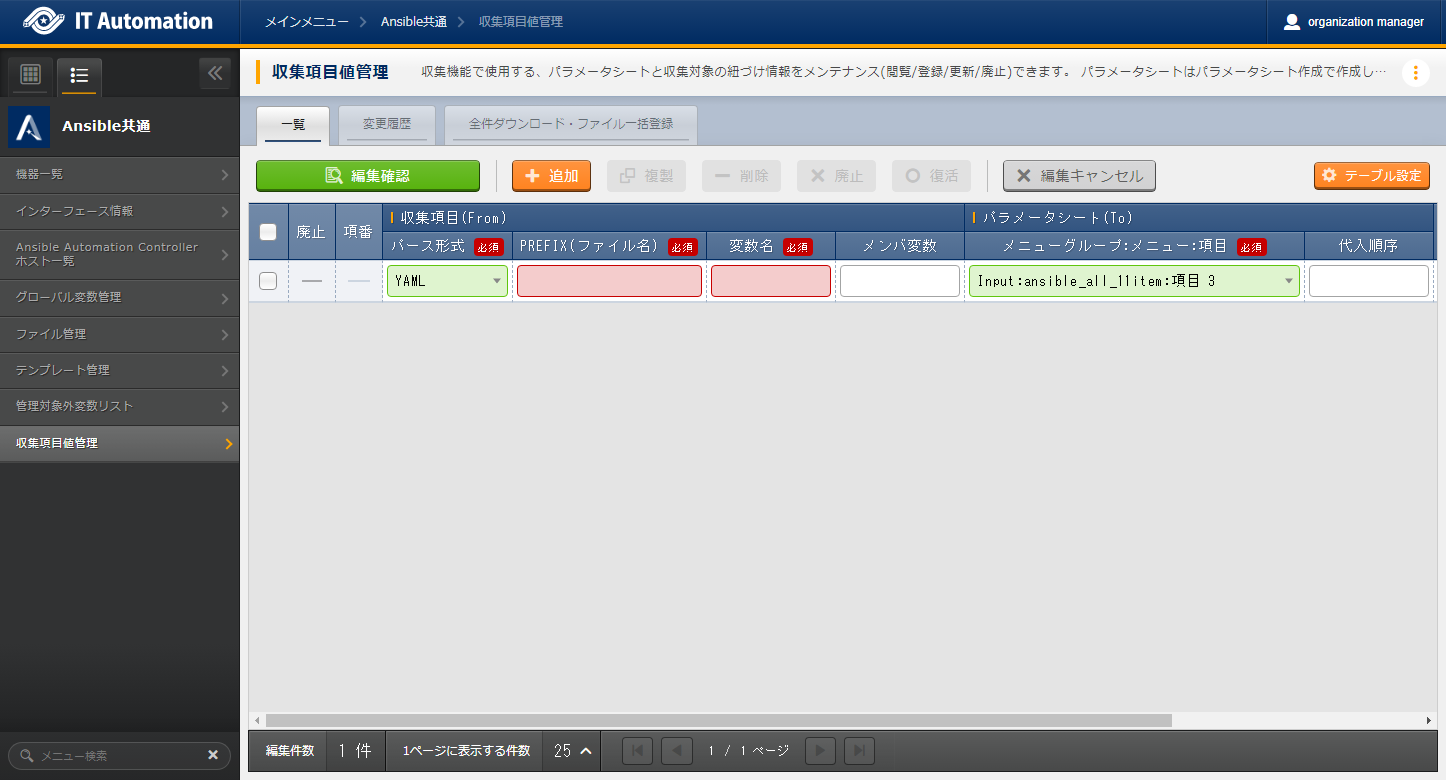 IT Automation
メインメニュー
Ansible共通
収集項目値管理
organization manager
Ansible共通
機器一覧
インターフェース情報
Ansible Automation Controller
ホスト一覧
グローバル変数管理
ファイル管理
テンプレート管理
管理対象外変数リスト
収集項目値管理
メニュー検索
収集項目値管理
収集機能で使用する、パラメータシートと収集対象の紐づけ情報をメンテナンス(閲覧/登録/更新/廃止)できます。 パラメータシートはパラメータシート作成で作成し…
一覧
変更履歴
全件ダウンロード・ファイル一括登録
編集確認
追加
複製
削除
廃止
復活
編集キャンセル
テーブル設定
廃止
項番
収集項目(From)
パラメータシート(To)
パース形式 必須
PREFIX(ファイル名) 必須
変数名 必須
メンバ変数
メニューグループ:メニュー:項目 必須
代入順序
YAML
Input:ansible_all_11item:項目 3
編集件数
1 件
1ページに表示する件数
25
1 / 1 ページ